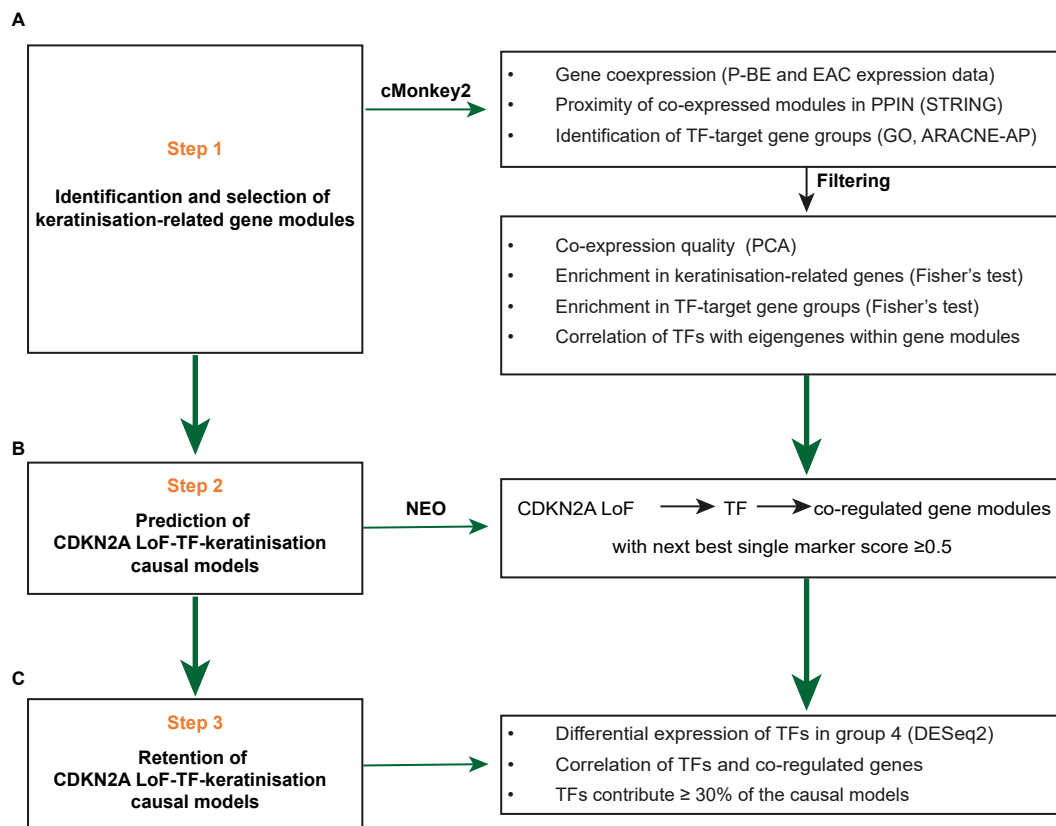 A
Step 1
Identificantion and selection of
keratinisation-related gene modules
cMonkey2
• Gene coexpression (P-BE and EAC expression data)
• Proximity of co-expressed modules in PPIN (STRING)
• Identification of TF-target gene groups (GO, ARACNE-AP)
Filtering
• Co-expression quality (PCA)
• Enrichment in keratinisation-related genes (Fisher's test)
• Enrichment in TF-target gene groups (Fisher's test)
• Correlation of TFs with eigengenes within gene modules
B
Step 2
Prediction of
CDKN2A LoF-TF-keratinisation
causal models
NEO
CDKN2A LoF TF co-regulated gene modules
with next best single marker score ≥0.5
C
Step 3
Retention of
CDKN2A LoF-TF-keratinisation
causal models
• Differential expression of TFs in group 4 (DESeq2)
• Correlation of TFs and co-regulated genes
• TFs contribute ≥ 30% of the causal models